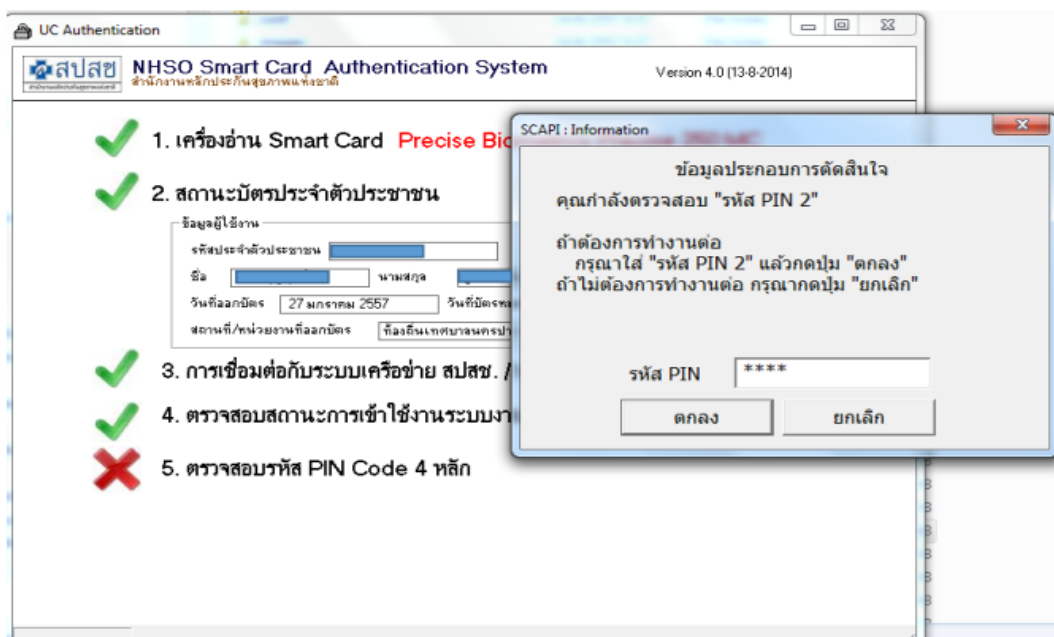 UC Authentication
สปสช
NHSO Smart Card Authentication System
สำนักงานหลักประกันสุขภาพแห่งชาติ
Version 4.0 (13-8-2014)
1. เครื่องอ่าน Smart Card Precise
2. สถานะบัตรประจำตัวประชาชน
ข้อมูลผู้ใช้งาน
รหัสประจำตัวประชาชน
ชื่อ นามสกุล
วันที่ออกบัตร 27 มกราคม 2557
สถานที่/หน่วยงานที่ออกบัตร
3. การเชื่อมต่อกับระบบเครือข่าย สปสช. /
4. ตรวจสอบสถานะการเข้าใช้งานระบบงา
5. ตรวจสอบรหัส PIN Code 4 หลัก
SCAPI : Information
ข้อมูลประกอบการตัดสินใจ
คุณกำลังตรวจสอบ "รหัส PIN 2"
ถ้าต้องการทำงานต่อ
กรุณาใส่ "รหัส PIN 2" แล้วกดปุ่ม "ตกลง"
ถ้าไม่ต้องการทำงานต่อ กรุณากดปุ่ม "ยกเลิก"
รหัส PIN ****
ตกลง ยกเลิก